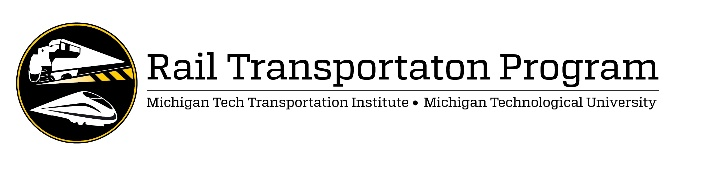 Rail Transportaton Program
Michigan Tech Transportation Institute • Michigan Technological University